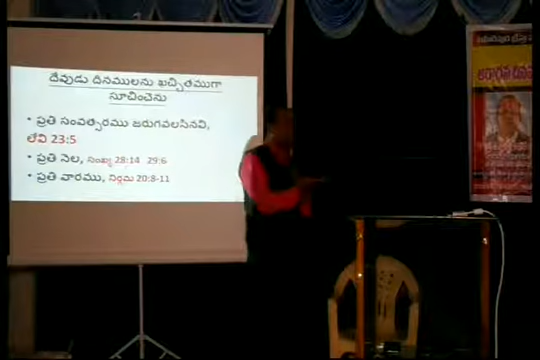 దేవుడు దినములను ఖచ్చితముగా
సూచించెను
• ప్రతి సంవత్సరము జరుగవలసినవి,
లేవి 23:5
• ప్రతి నెల, సంఖ్యా 28:14 29:6
• ప్రతి వారము, నిర్గమ 20:8-11